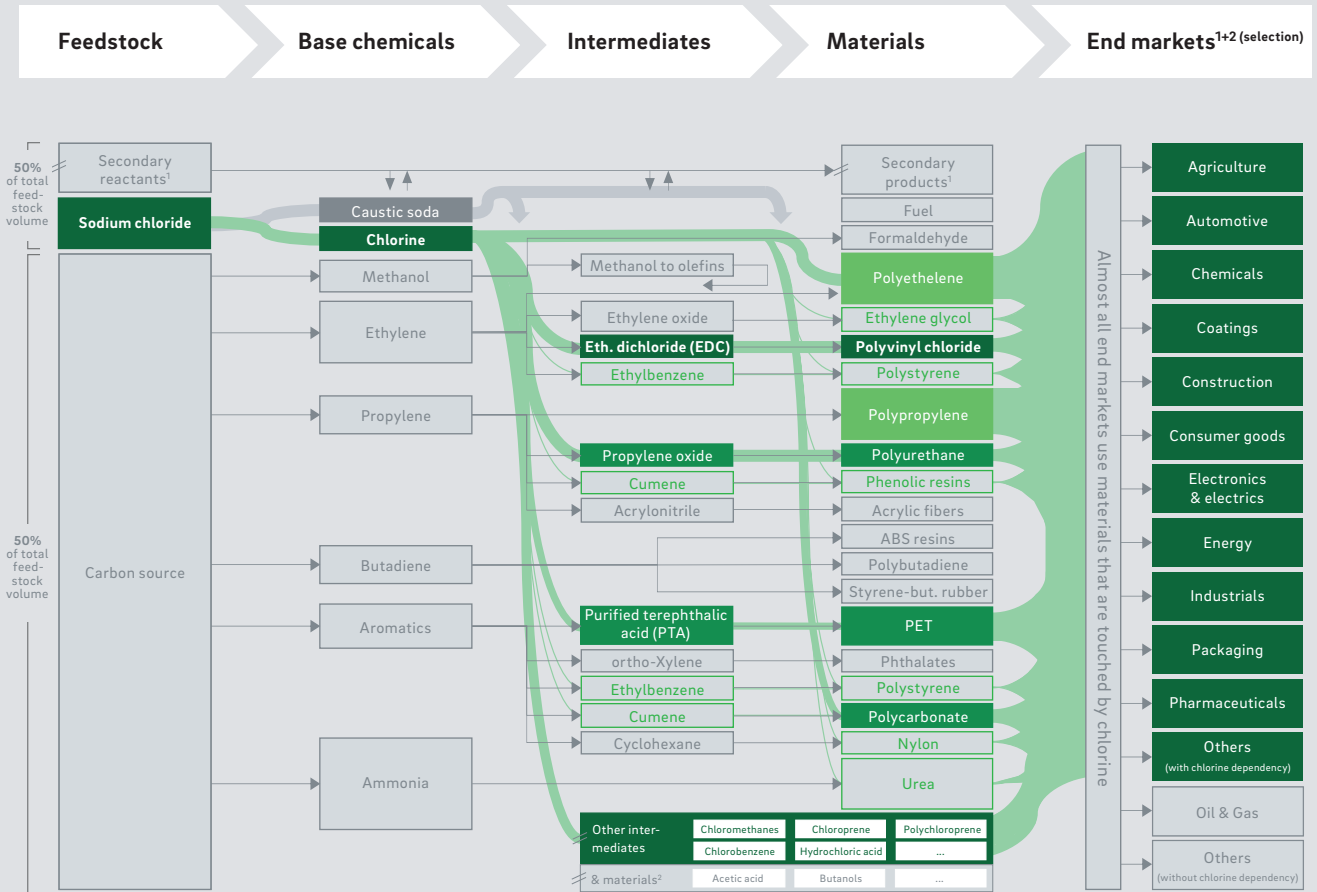 Feedstock
Base chemicals
Intermediates
Materials
End markets1+2 (selection)
50%
of total
feed-
stock
volume
Secondary
reactants1
Sodium chloride
50%
of total
feed-
stock
volume
Carbon source
Caustic soda
Chlorine
Methanol
Ethylene
Propylene
Butadiene
Aromatics
Ammonia
Methanol to olefins
Ethylene oxide
Eth. dichloride (EDC)
Ethylbenzene
Propylene oxide
Cumene
Acrylonitrile
Purified terephthalic
acid (PTA)
ortho-Xylene
Ethylbenzene
Cumene
Cyclohexane
Secondary
products1
Fuel
Formaldehyde
Polyethelene
Ethylene glycol
Polyvinyl chloride
Polystyrene
Polypropylene
Polyurethane
Phenolic resins
Acrylic fibers
ABS resins
Polybutadiene
Styrene-but. rubber
PET
Phthalates
Polystyrene
Polycarbonate
Nylon
Urea
Other inter-
mediates
Chloromethanes
Chloroprene
Polychloroprene
Chlorobenzene
Hydrochloric acid
...
& materials2
Acetic acid
Butanols
...
Almost all end markets use materials that are touched by chlorine
Agriculture
Automotive
Chemicals
Coatings
Construction
Consumer goods
Electronics
& electrics
Energy
Industrials
Packaging
Pharmaceuticals
Others
(with chlorine dependency)
Oil & Gas
Others
(without chlorine dependency)